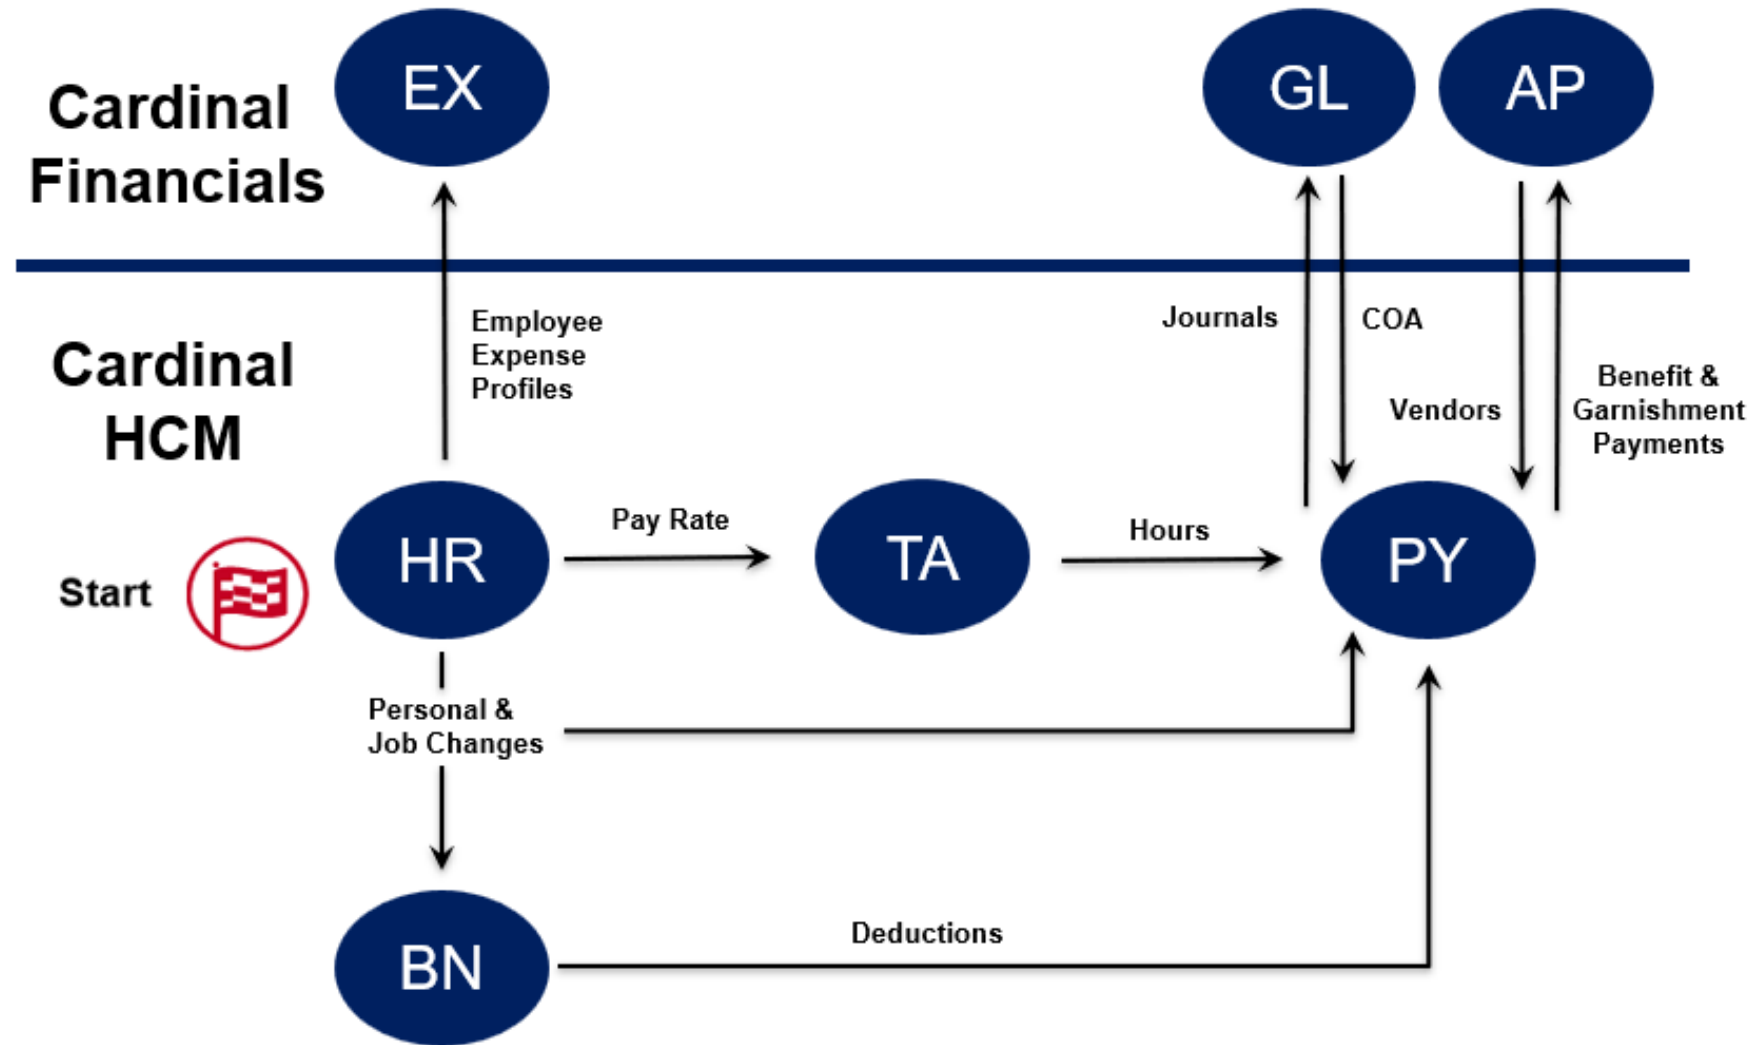 EX
GL
AP
Cardinal
Financials
Employee
Expense
Profiles
Journals
COA
Vendors
Benefit &
Garnishment
Payments
Cardinal
HCM
Start
HR
Pay Rate
TA
Hours
PY
Personal &
Job Changes
BN
Deductions